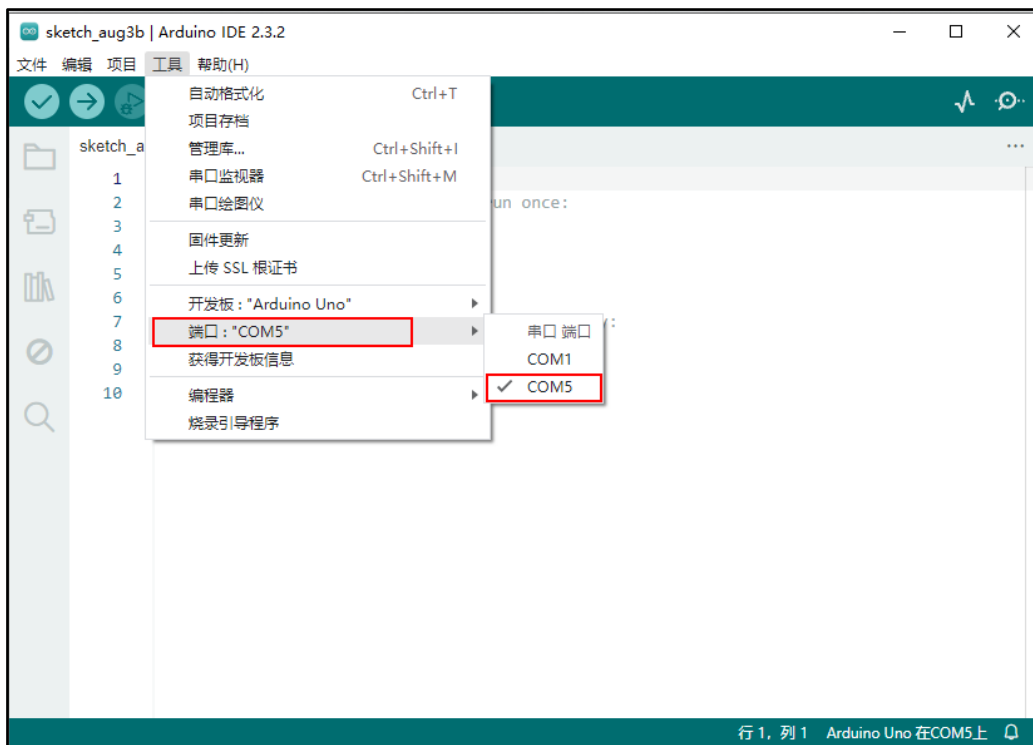 sketch_aug3b | Arduino IDE 2.3.2
文件 编辑 项目 工具 帮助(H)
自动格式化 Ctrl+T
项目存档
sketch_a
管理库... Ctrl+Shift+I
串口监视器 Ctrl+Shift+M
串口绘图仪
固件更新
上传 SSL 根证书
开发板 : "Arduino Uno"
端口 : "COM5"
获得开发板信息
编程器
烧录引导程序
串口 端口
COM1
COM5
1
2 run once:
3
4
5
6
7
8
9
10
行 1，列 1 Arduino Uno 在COM5上